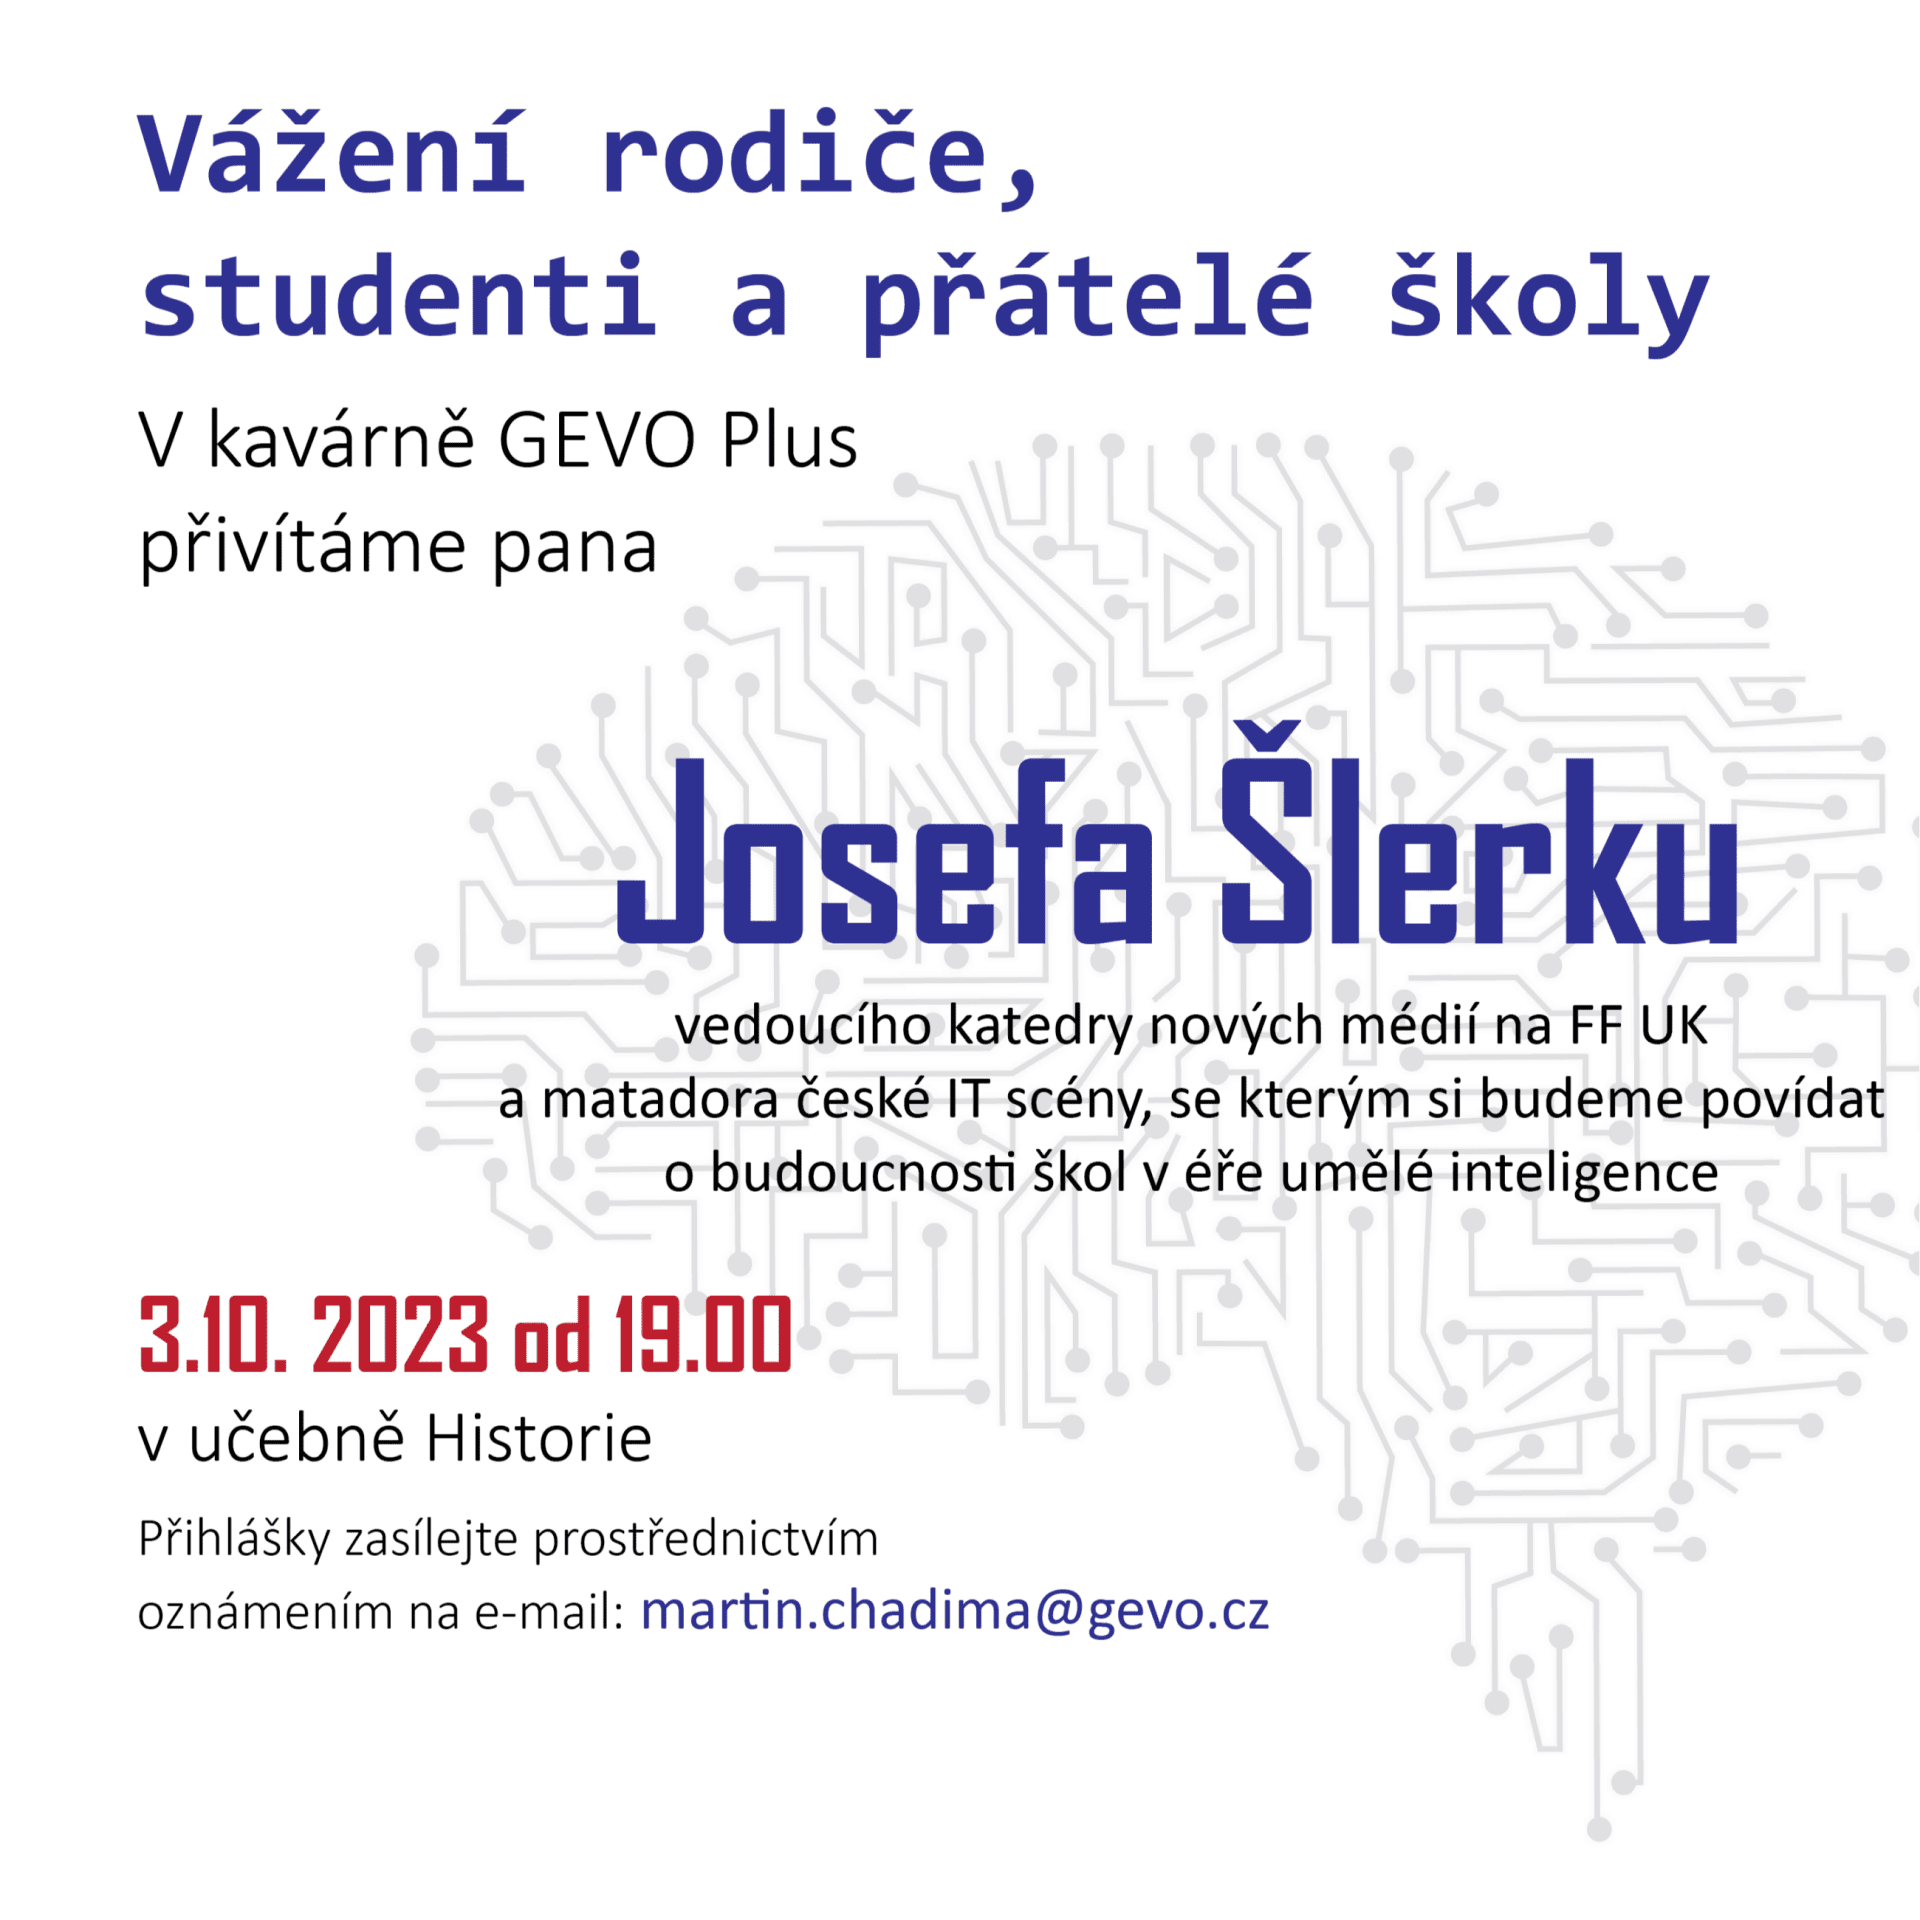 Vážení rodiče,
studenti a přátelé školy
V kavárně GEVO Plus
přivítáme pana
Josefa Šlerku
vedoucího katedry nových médií na FF UK
a matadora české IT scény, se kterým si budeme povídat
o budoucnosti škol v éře umělé inteligence
3.10. 2023 od 19.00
v učebně Historie
Přihlášky zasílejte prostřednictvím
oznámením na e-mail: martin.chadima@gevo.cz